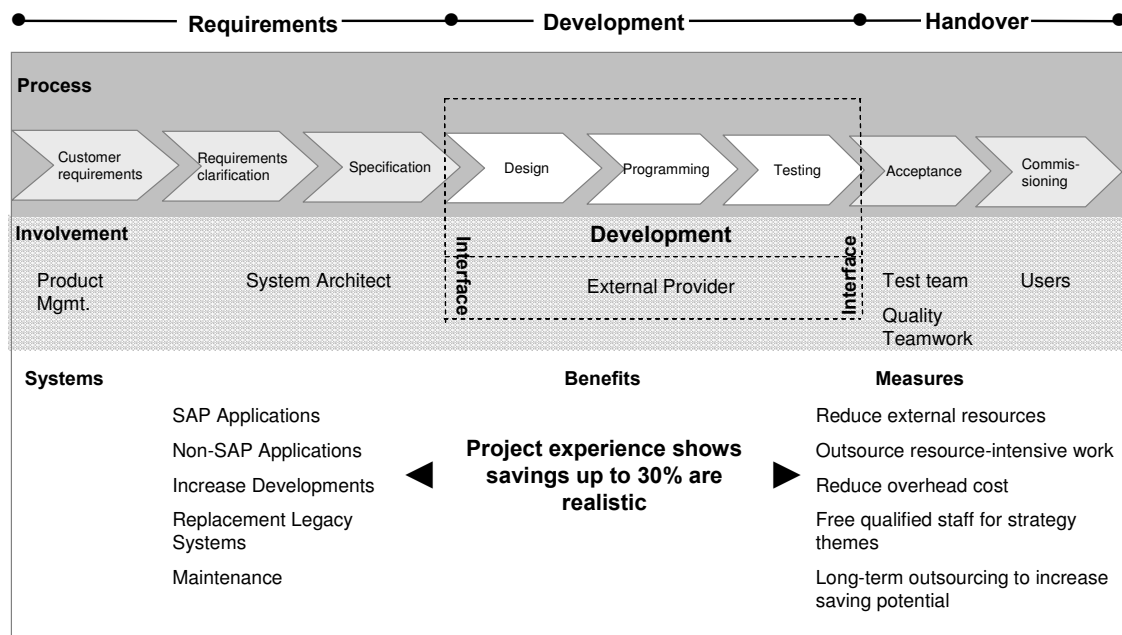 Requirements
Development
Handover
Process
Customer
requirements
Requirements
clarification
Specification
Design
Programming
Testing
Acceptance
Commis-
sioning
Involvement
Product
Mgmt.
System Architect
Interface
Development
External Provider
Interface
Test team
Quality
Teamwork
Users
Systems
SAP Applications
Non-SAP Applications
Increase Developments
Replacement Legacy
Systems
Maintenance
Benefits
Project experience shows
savings up to 30% are
realistic
Measures
Reduce external resources
Outsource resource-intensive work
Reduce overhead cost
Free qualified staff for strategy
themes
Long-term outsourcing to increase
saving potential